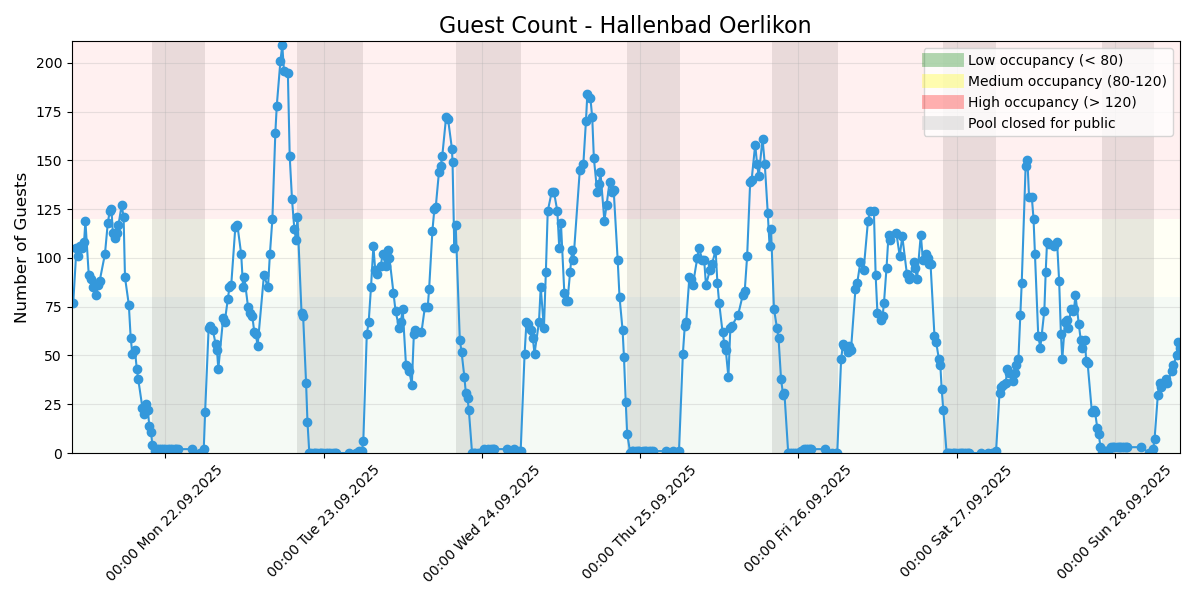 Guest Count - Hallenbad Oerlikon
Low occupancy (< 80)
Medium occupancy (80-120)
High occupancy (> 120)
Pool closed for public
Number of Guests
200
175
150
125
100
75
50
25
0
00:00 Mon 22.09.2025
00:00 Tue 23.09.2025
00:00 Wed 24.09.2025
00:00 Thu 25.09.2025
00:00 Fri 26.09.2025
00:00 Sat 27.09.2025
00:00 Sun 28.09.2025